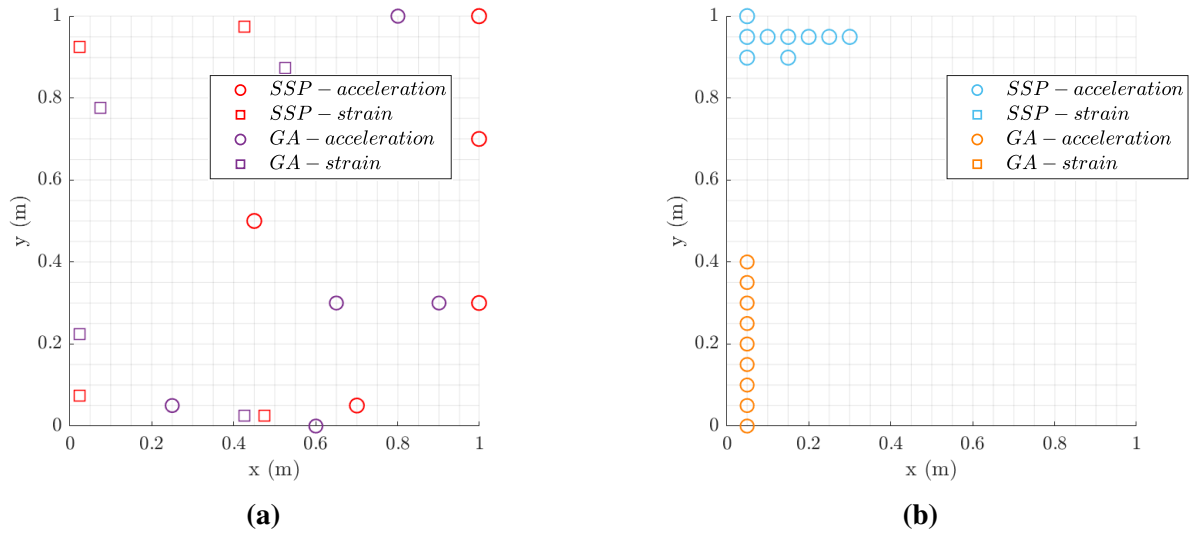 1
0.8
0.6
0.4
0.2
0
y (m)
0
0.2
0.4
0.6
0.8
1
x (m)
SSP − acceleration
SSP − strain
GA − acceleration
GA − strain
(a)
1
0.8
0.6
0.4
0.2
0
y (m)
0
0.2
0.4
0.6
0.8
1
x (m)
SSP − acceleration
SSP − strain
GA − acceleration
GA − strain
(b)